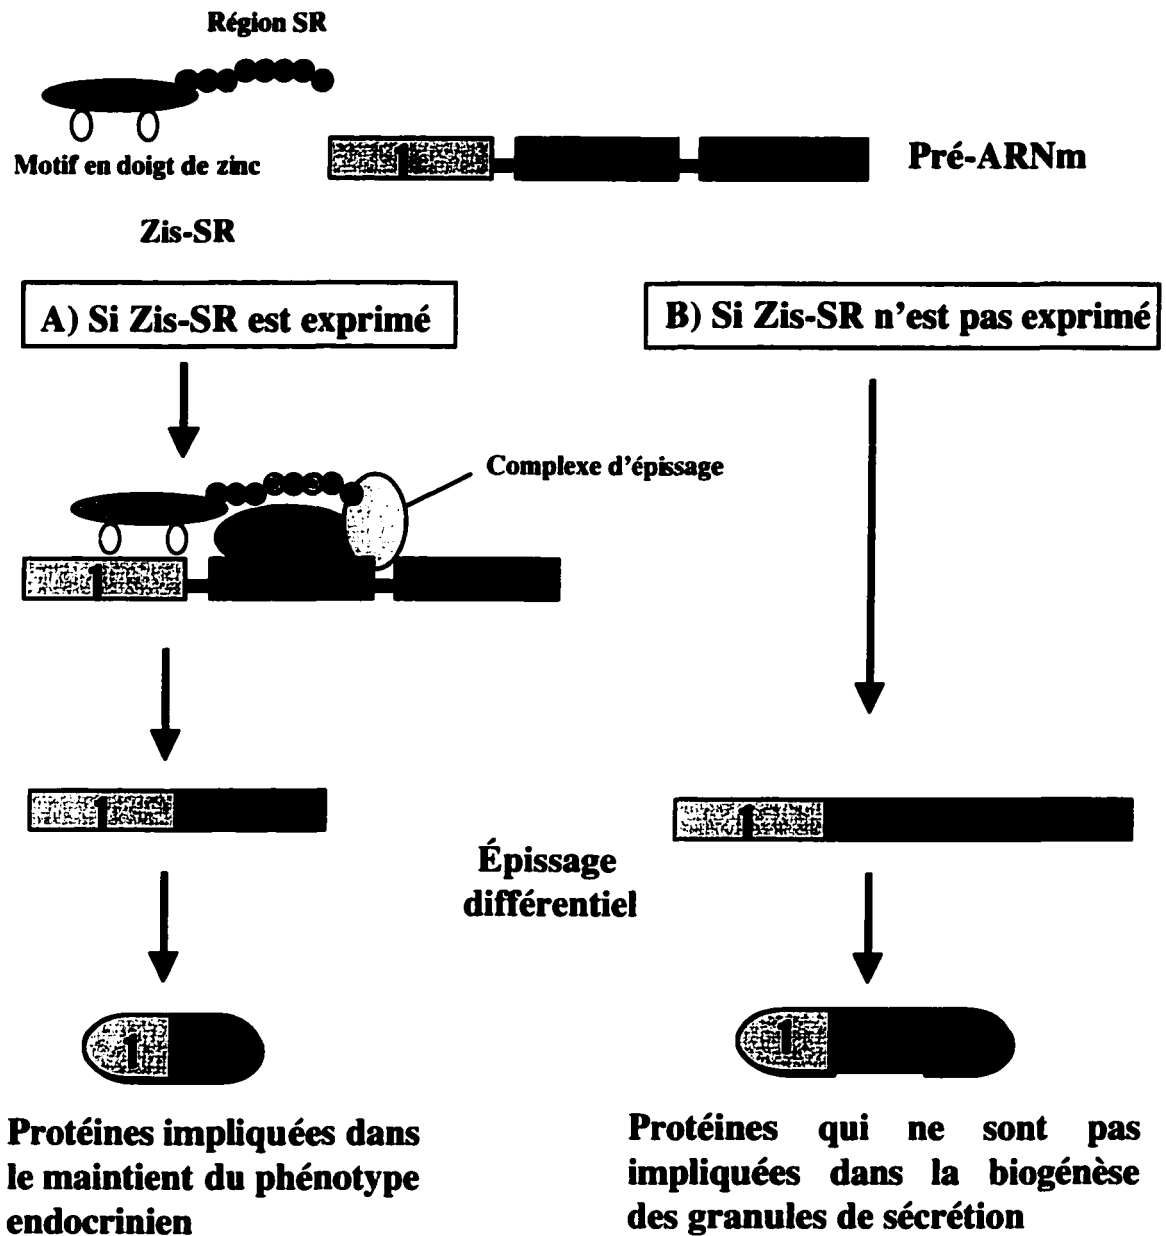 Région SR
Motif en doigt de zinc
1
Pré-ARNm
Zis-SR
A) Si Zis-SR est exprimé
B) Si Zis-SR n'est pas exprimé
Complexe d'épissage
1
1
1
Épissage
différentiel
1
1
Protéines impliquées dans
le maintient du phénotype
endocrinien
Protéines qui ne sont pas
impliquées dans la biogénèse
des granules de sécrétion